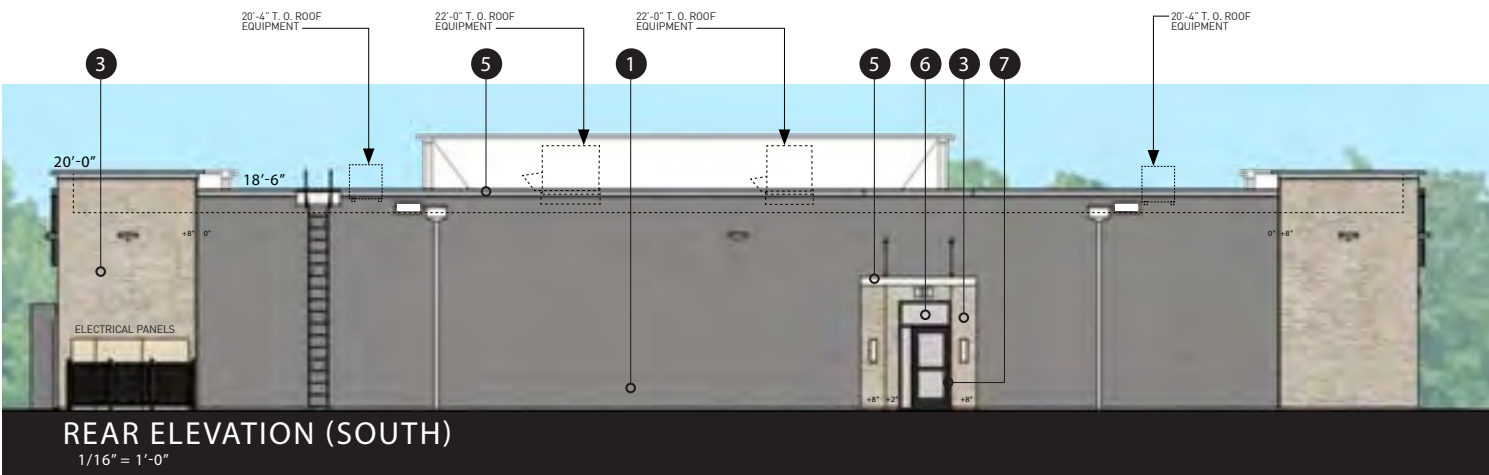 20'-4" T. O. ROOF
EQUIPMENT
22'-0" T. O. ROOF
EQUIPMENT
22'-0" T. O. ROOF
EQUIPMENT
20'-4" T. O. ROOF
EQUIPMENT
3
5
1
5
6
3
7
20'-0"
18'-6"
+8" 0"
0" +8"
ELECTRICAL PANELS
+8" +2"
+8"
REAR ELEVATION (SOUTH)
1/16" = 1'-0"